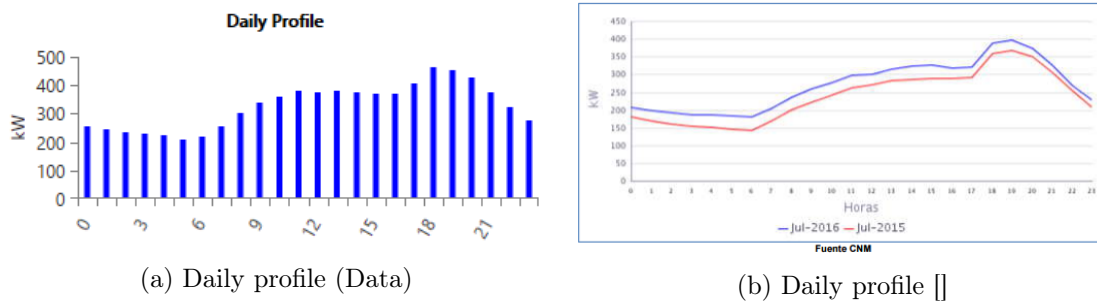 Daily Profile
kW
500
400
300
200
100
0
0
3
6
9
12
15
18
21
(a) Daily profile (Data)
kW
450
400
350
300
250
200
150
100
50
0
0 1 2 3 4 5 6 7 8 9 10 11 12 13 14 15 16 17 18 19 20 21 22 23
Horas
Jul-2016 Jul-2015
Fuente CNM
(b) Daily profile []